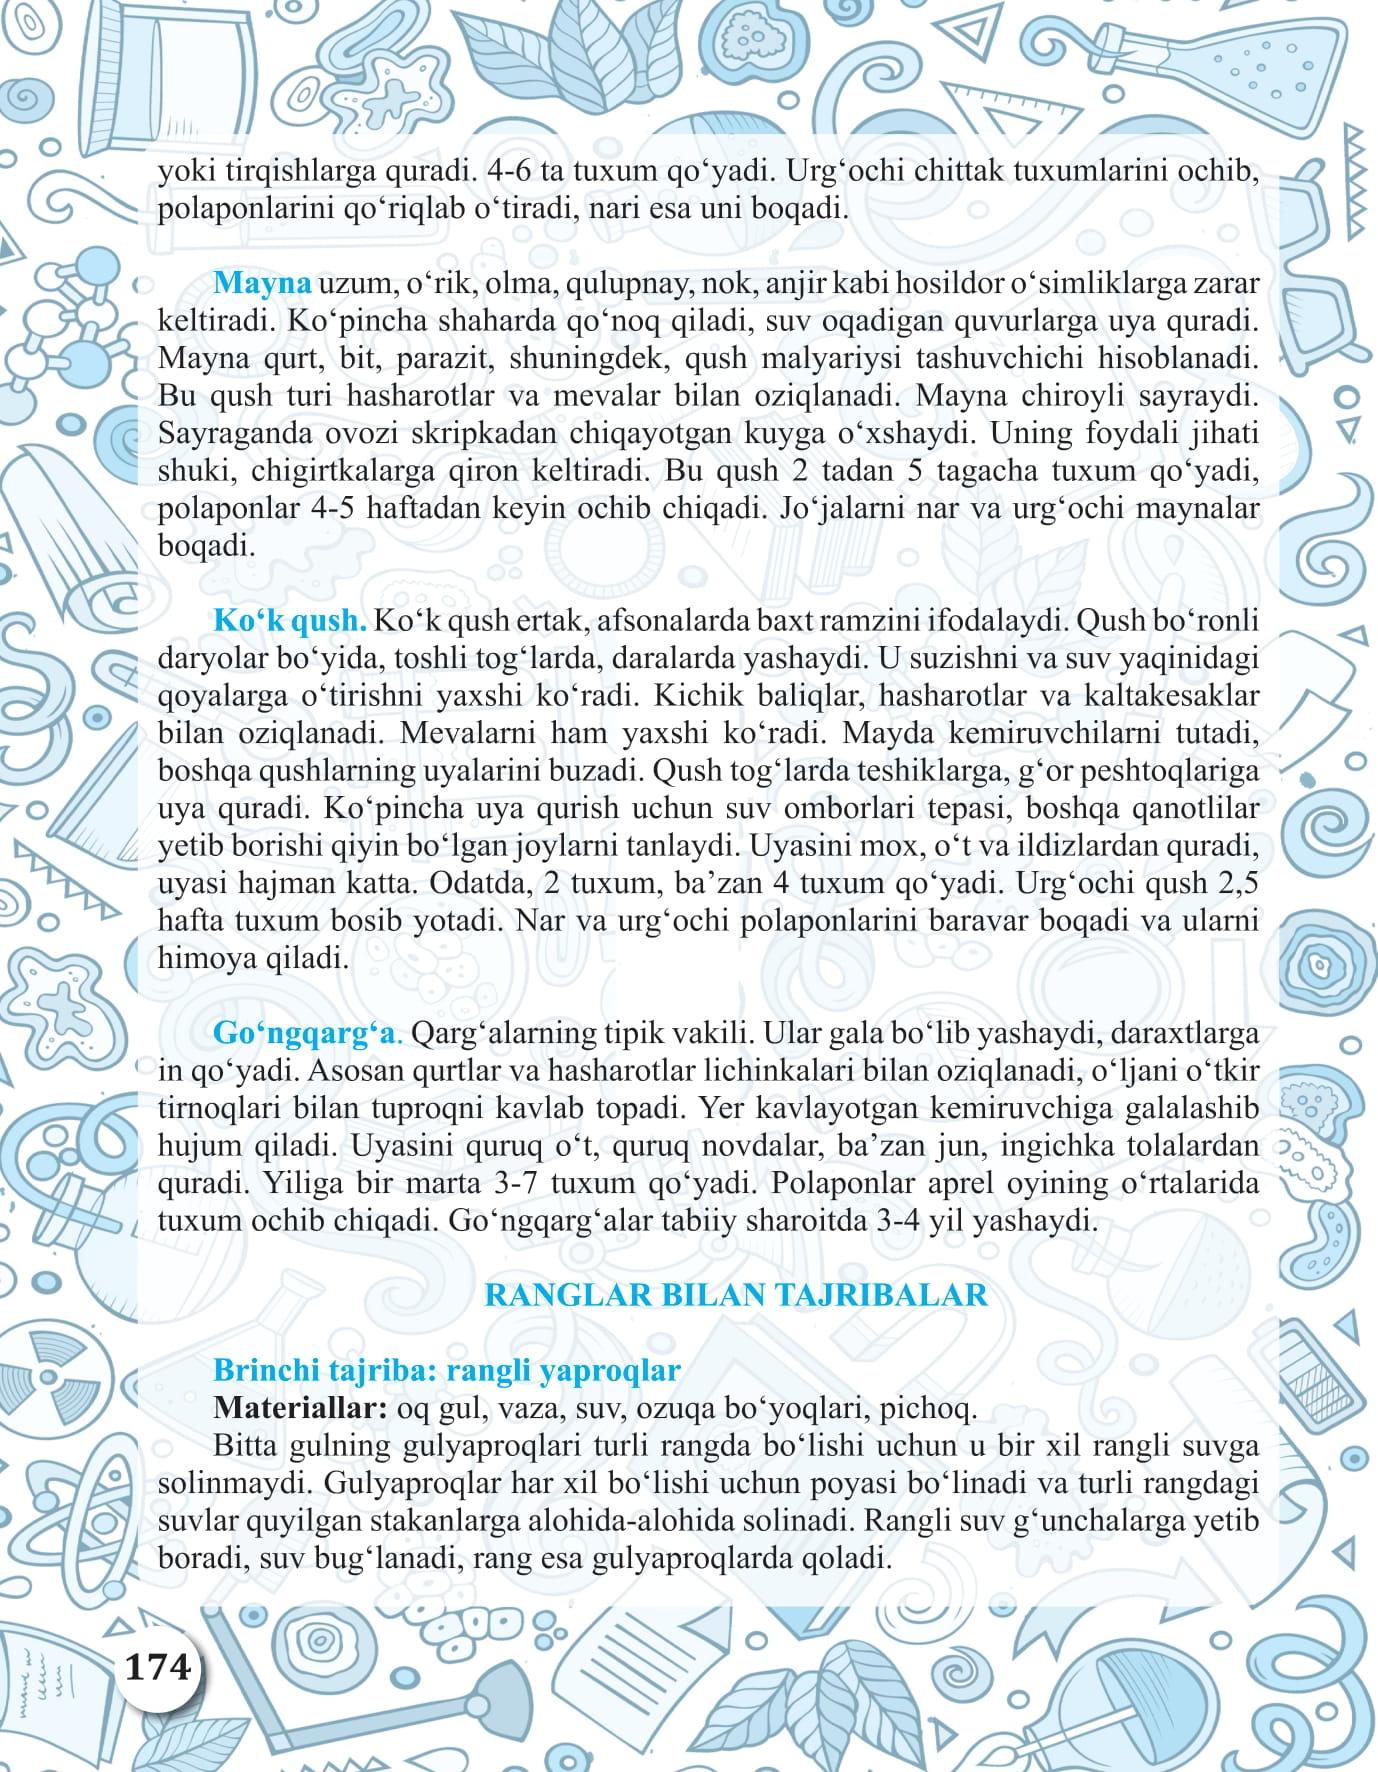 yoki tirqishlarga quradi. 4-6 ta tuxum qo‘yadi. Urg‘ochi chittak tuxumlarini ochib,
polaponlarini qo‘riqlab o‘tiradi, nari esa uni boqadi.
Mayna uzum, o‘rik, olma, qulupnay, nok, anjir kabi hosildor o‘simliklarga zarar
keltiradi. Ko‘pincha shaharda qo‘noq qiladi, suv oqadigan quvurlarga uya quradi.
Mayna qurt, bit, parazit, shuningdek, qush malyariysi tashuvchichi hisoblanadi.
Bu qush turi hasharotlar va mevalar bilan oziqlanadi. Mayna chiroyli sayraydi.
Sayraganda ovozi skripkadan chiqayotgan kuyga o‘xshaydi. Uning foydali jihati
shuki, chigirtkalarga qiron keltiradi. Bu qush 2 tadan 5 tagacha tuxum qo‘yadi,
polaponlar 4-5 haftadan keyin ochib chiqadi. Jo‘jalarni nar va urg‘ochi maynalar
boqadi.
Ko‘k qush. Ko‘k qush ertak, afsonalarda baxt ramzini ifodalaydi. Qush bo‘ronli
daryolar bo‘yida, toshli tog‘larda, daralarda yashaydi. U suzishni va suv yaqinidagi
qoyalarga o‘tirishni yaxshi ko‘radi. Kichik baliqlar, hasharotlar va kaltakesaklar
bilan oziqlanadi. Mevalarni ham yaxshi ko‘radi. Mayda kemiruvchilarni tutadi,
boshqa qushlarning uyalarini buzadi. Qush tog‘larda teshiklarga, g‘or peshtoqlariga
uya quradi. Ko‘pincha uya qurish uchun suv omborlari tepasi, boshqa qanotlilar
yetib borishi qiyin bo‘lgan joylarni tanlaydi. Uyasini mox, o‘t va ildizlardan quradi,
uyasi hajman katta. Odatda, 2 tuxum, ba’zan 4 tuxum qo‘yadi. Urg‘ochi qush 2,5
hafta tuxum bosib yotadi. Nar va urg‘ochi polaponlarini baravar boqadi va ularni
himoya qiladi.
Go‘ngqarg‘a. Qarg‘alarning tipik vakili. Ular gala bo‘lib yashaydi, daraxtlarga
in qo‘yadi. Asosan qurtlar va hasharotlar lichinkalari bilan oziqlanadi, o‘ljani o‘tkir
tirnoqlari bilan tuproqni kavlab topadi. Yer kavlayotgan kemiruvchiga galalashib
hujum qiladi. Uyasini quruq o‘t, quruq novdalar, ba’zan jun, ingichka tolalardan
quradi. Yiliga bir marta 3-7 tuxum qo‘yadi. Polaponlar aprel oyining o‘rtalarida
tuxum ochib chiqadi. Go‘ngqarg‘alar tabiiy sharoitda 3-4 yil yashaydi.
RANGLAR BILAN TAJRIBALAR
Brinchi tajriba: rangli yaproqlar
Materiallar: oq gul, vaza, suv, ozuqa bo‘yoqlari, pichoq.
Bitta gulning gulyaproqlari turli rangda bo‘lishi uchun u bir xil rangli suvga
solinmaydi. Gulyaproqlar har xil bo‘lishi uchun poyasi bo‘linadi va turli rangdagi
suvlar quyilgan stakanlarga alohida-alohida solinadi. Rangli suv g‘unchalarga yetib
boradi, suv bug‘lanadi, rang esa gulyaproqlarda qoladi.
174